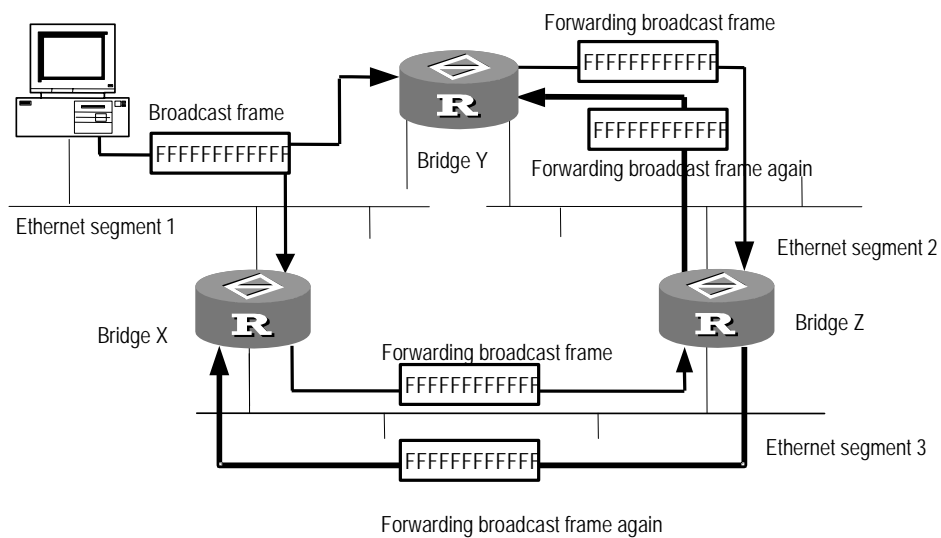 Forwarding broadcast frame
FFFFFFFFFFFF
Broadcast frame
FFFFFFFFFFFF
FFFFFFFFFFFF
R
Bridge Y
Forwarding broadcast frame again
Ethernet segment 1
Ethernet segment 2
R
Bridge X
R
Bridge Z
Forwarding broadcast frame
FFFFFFFFFFFF
Ethernet segment 3
FFFFFFFFFFFF
Forwarding broadcast frame again